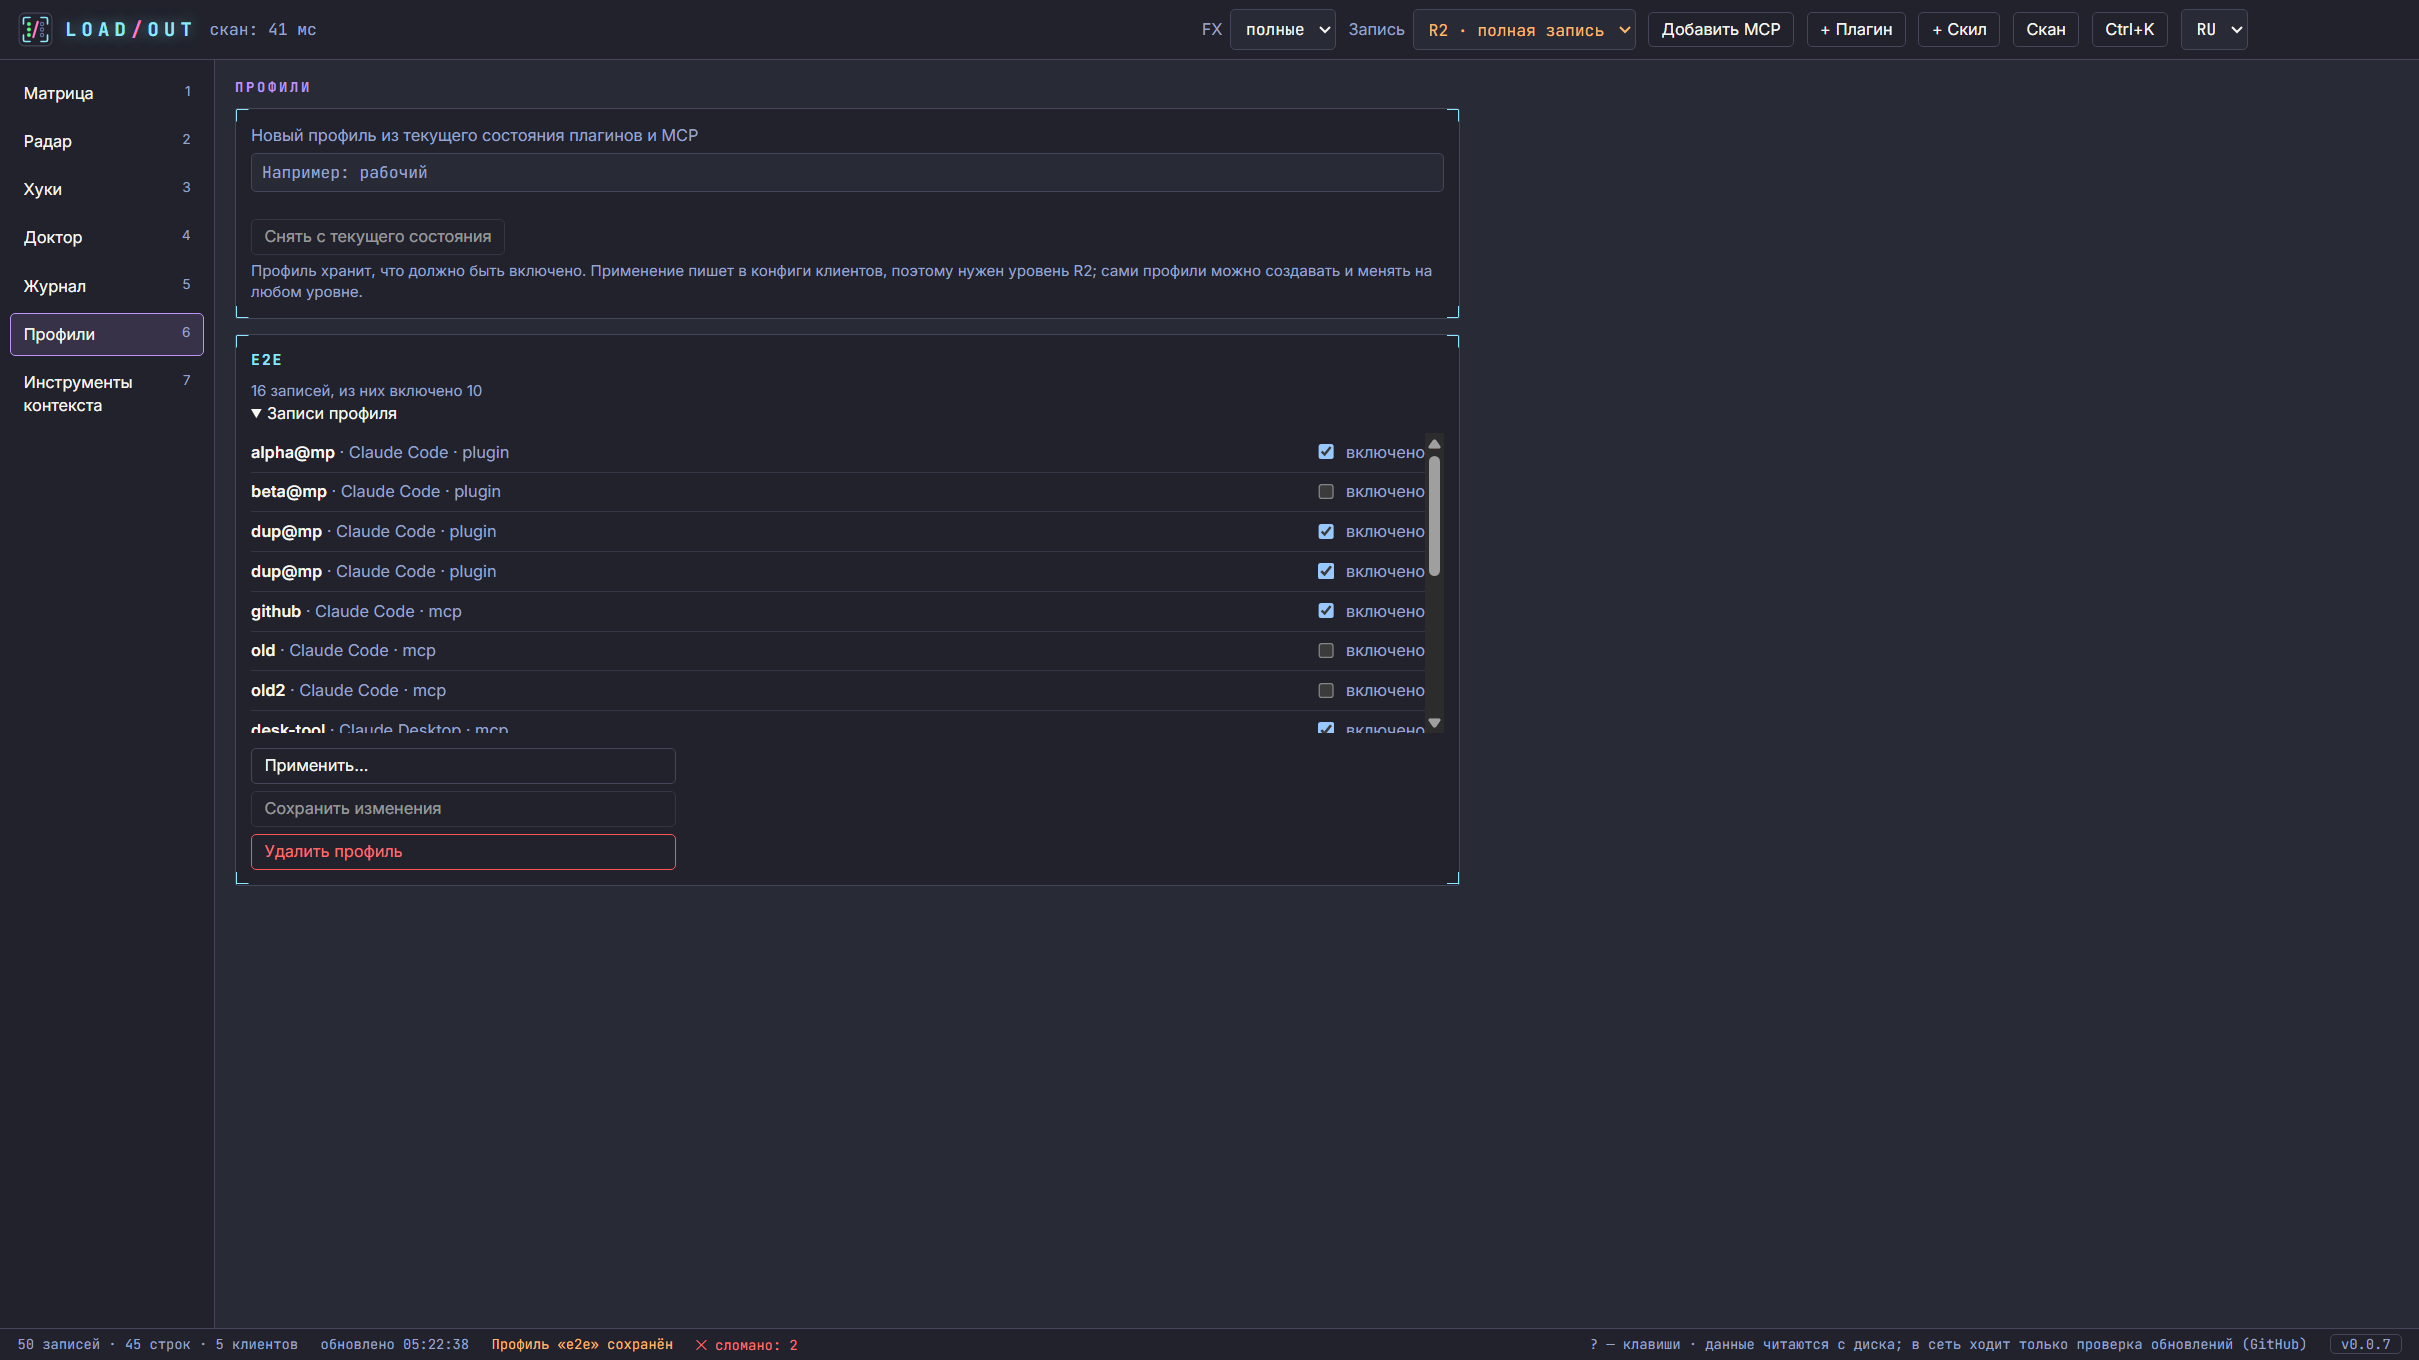 LOAD/OUT скан: 41 мс FX полные Запись R2 · полная запись Добавить MCP + Плагин + Скил Скан Ctrl+K RU
Матрица 1
Радар 2
Хуки 3
Доктор 4
Журнал 5
Профили 6
Инструменты контекста 7
ПРОФИЛИ
Новый профиль из текущего состояния плагинов и MCP
Например: рабочий
Снять с текущего состояния
Профиль хранит, что должно быть включено. Применение пишет в конфиги клиентов, поэтому нужен уровень R2; сами профили можно создавать и менять на
любом уровне.
E2E
16 записей, из них включено 10
▼ Записи профиля
alpha@mp · Claude Code · plugin включено
beta@mp · Claude Code · plugin включено
dup@mp · Claude Code · plugin включено
dup@mp · Claude Code · plugin включено
github · Claude Code · mcp включено
old · Claude Code · mcp включено
old2 · Claude Code · mcp включено
desk-tool · Claude Desktop · mcp включено
Применить...
Сохранить изменения
Удалить профиль
50 записей · 45 строк · 5 клиентов обновлено 05:22:38 Профиль «e2e» сохранён × сломано: 2 ? — клавиши · данные читаются с диска; в сеть ходит только проверка обновлений (GitHub) v0.0.7